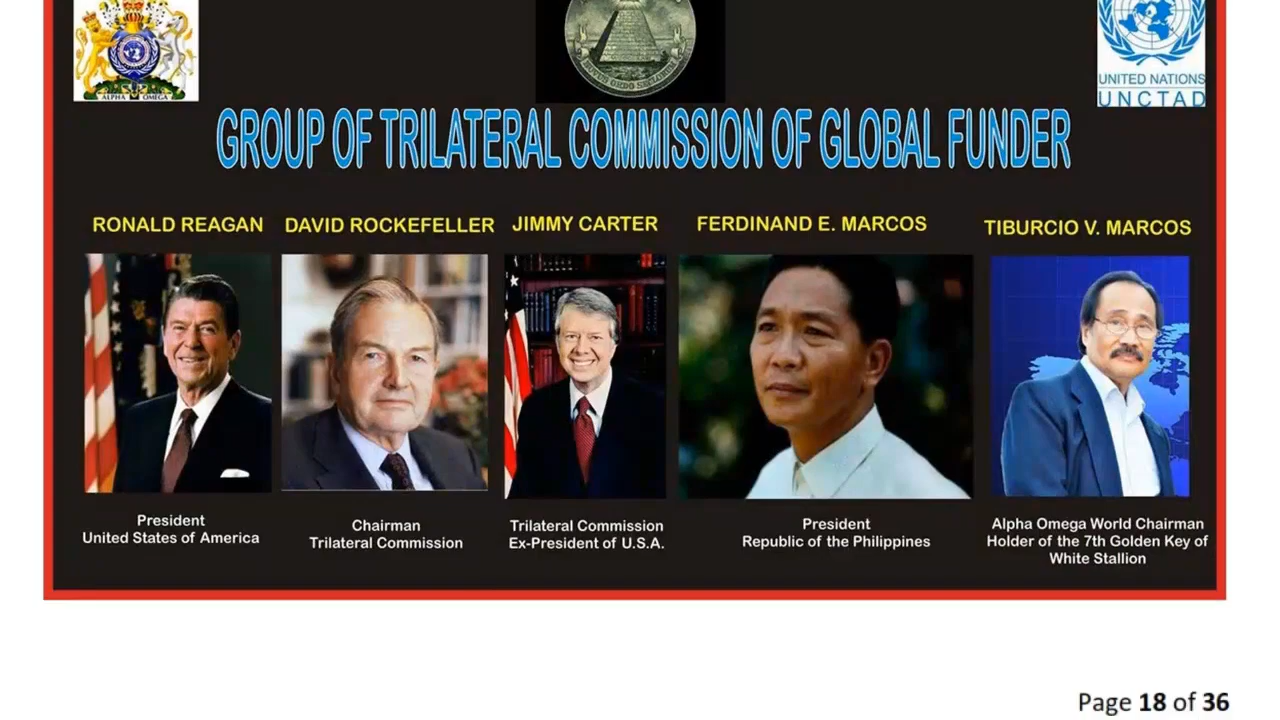 ALPHA OMEGA
UNITED NATIONS
UNCTAD
GROUP OF TRILATERAL COMMISSION OF GLOBAL FUNDER
RONALD REAGAN
DAVID ROCKEFELLER
JIMMY CARTER
FERDINAND E. MARCOS
TIBURCIO V. MARCOS
President
United States of America
Chairman
Trilateral Commission
Trilateral Commission
Ex-President of U.S.A.
President
Republic of the Philippines
Alpha Omega World Chairman
Holder of the 7th Golden Key of
White Stallion
Page 18 of 36